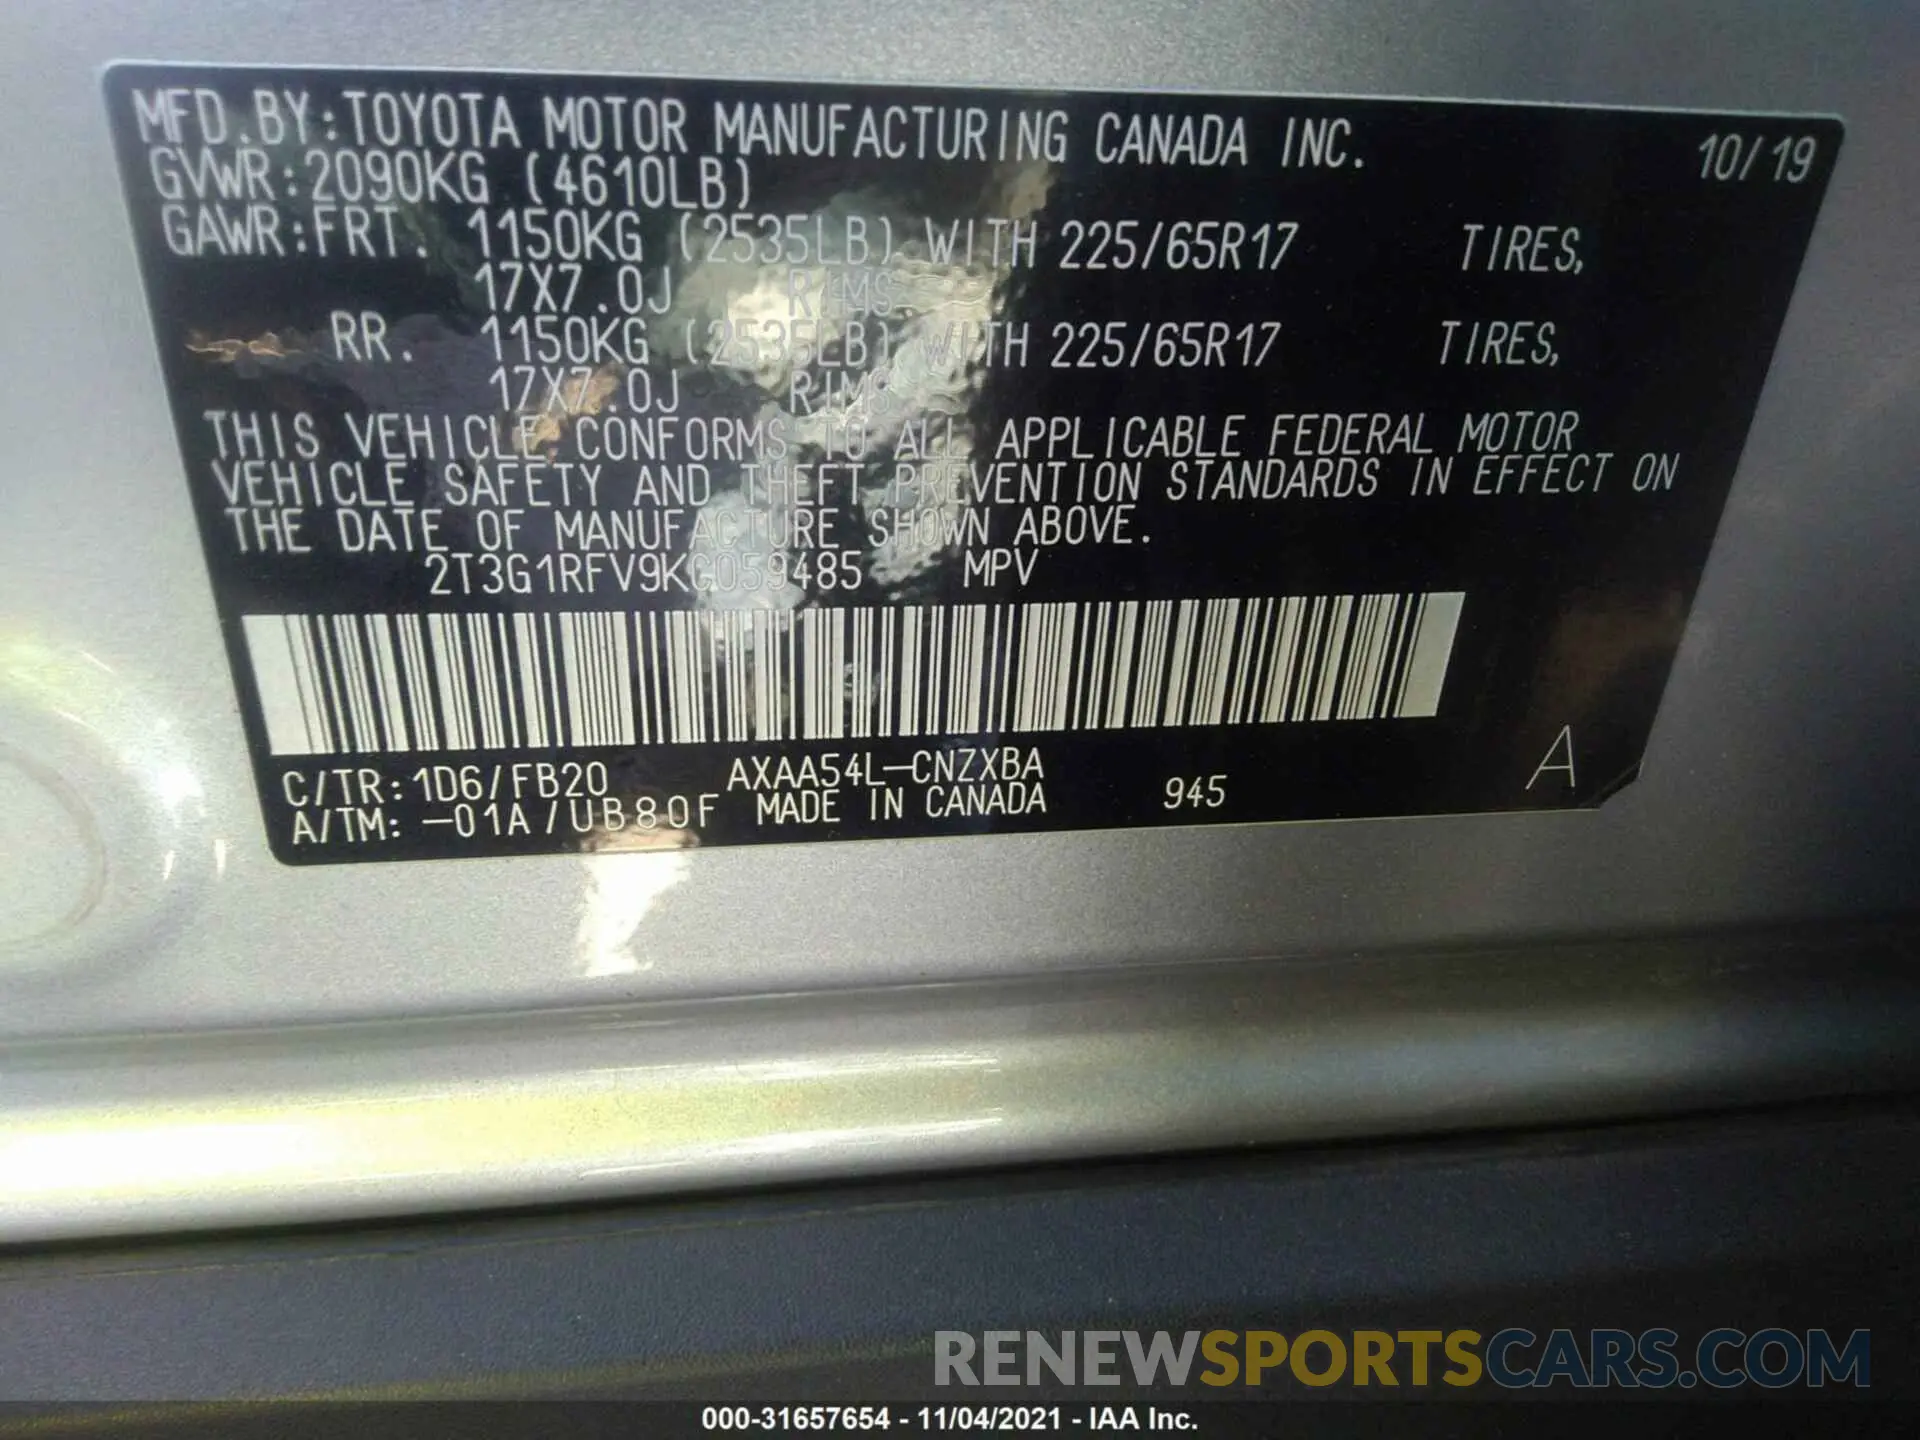 MFD.BY:TOYOTA MOTOR MANUFACTURING CANADA INC. 10/19
GVWR:2090KG (4610LB)
GAWR:FRT. 1150KG (2535LB) WITH 225/65R17 TIRES,
17X7.0J RIMS
RR. 1150KG (2535LB) WITH 225/65R17 TIRES,
17X7.0J RIMS
THIS VEHICLE CONFORMS TO ALL APPLICABLE FEDERAL MOTOR
VEHICLE SAFETY AND THEFT PREVENTION STANDARDS IN EFFECT ON
THE DATE OF MANUFACTURE SHOWN ABOVE.
2T3G1RFV9KC059485 MPV
C/TR:1D6/FB20 AXAA54L-CNZXBA
A/TM:-01A/UB80F MADE IN CANADA 945 A
RENEWSPORTSCARS.COM
000-31657654 - 11/04/2021 - IAA Inc.